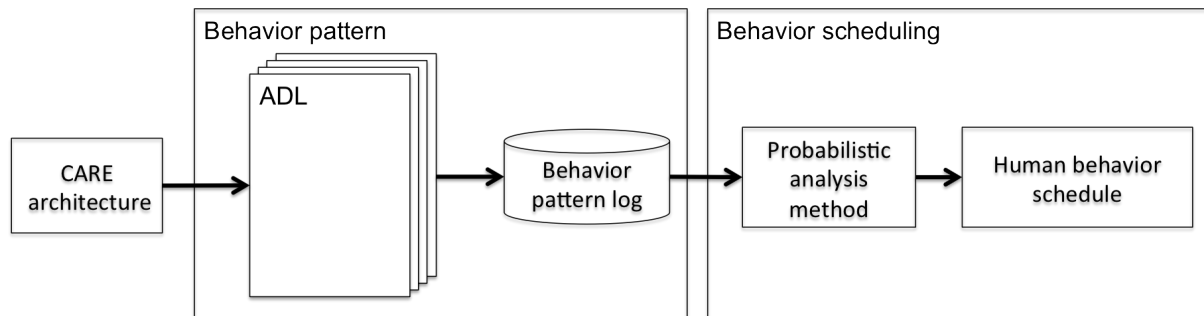 Behavior pattern
Behavior scheduling
ADL
CARE
architecture
Behavior
pattern log
Probabilistic
analysis
method
Human behavior
schedule